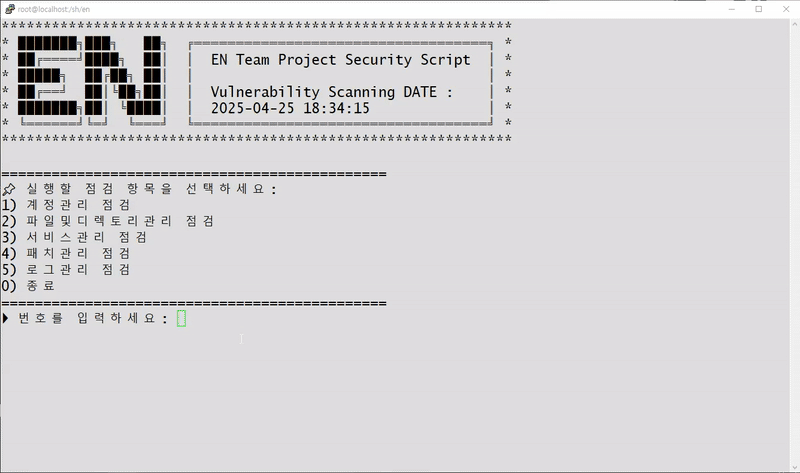 root@localhost:/sh/en
**************************************************************
EN
EN Team Project Security Script
Vulnerability Scanning DATE :
2025-04-25 18:34:15
**************************************************************
==============================================
실행할 점검 항목을 선택하세요:
1) 계정관리 점검
2) 파일및디렉토리관리 점검
3) 서비스관리 점검
4) 패치관리 점검
5) 로그관리 점검
0) 종료
==============================================
번호를 입력하세요: